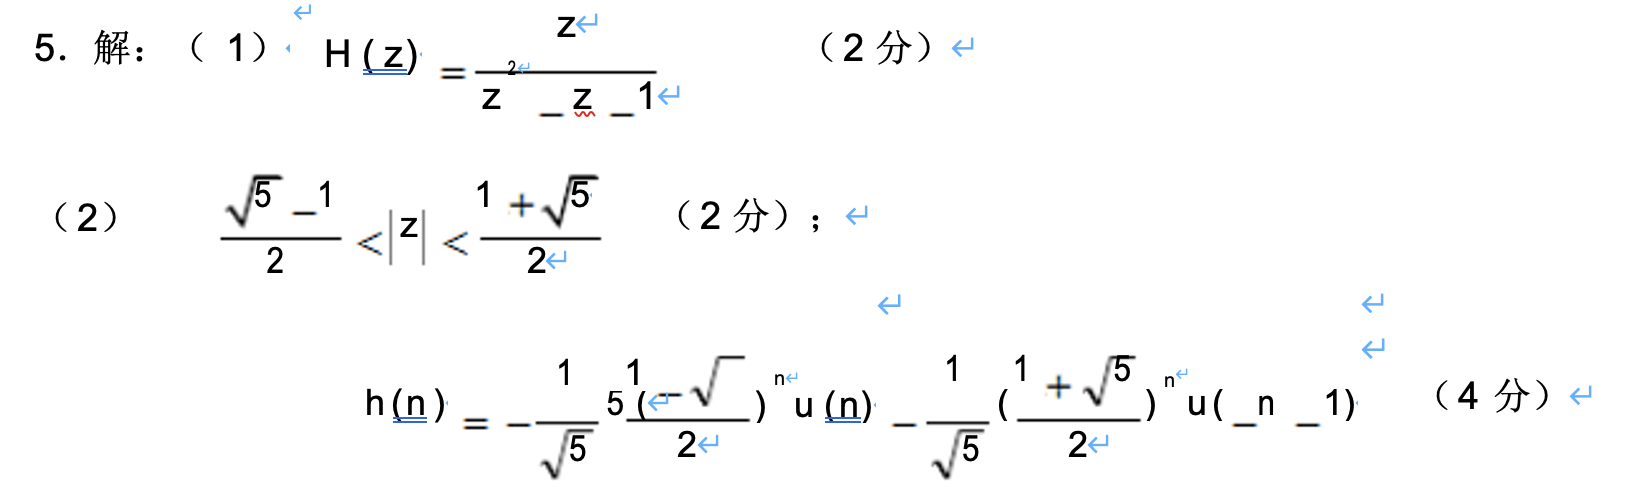 5. 解：（1） H(z) = z / (z² − z − 1) （2 分）
（2） (√5 − 1)/2 < |z| < (1 + √5)/2 （2 分）；
h(n) = − 1/√5 ((1 − √5)/2)ⁿ u(n) − 1/√5 ((1 + √5)/2)ⁿ u(−n − 1) （4 分）